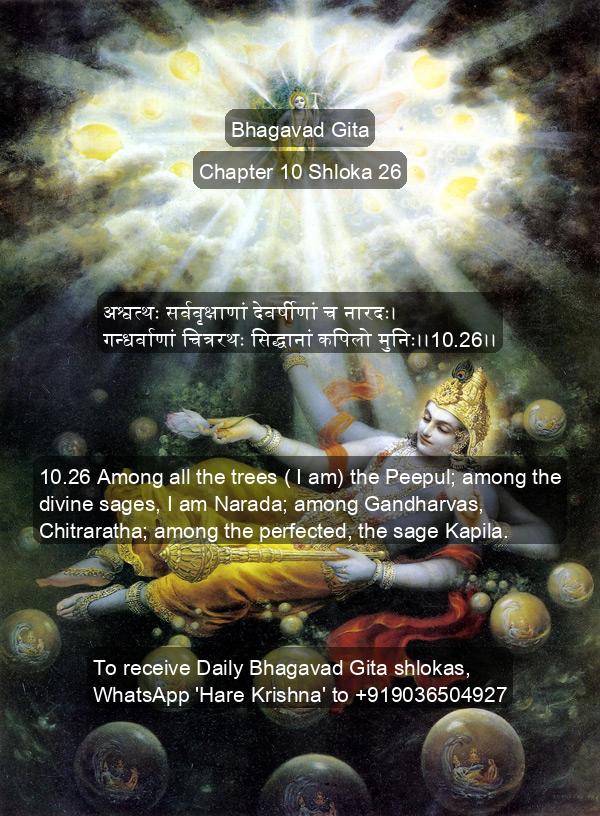 Bhagavad Gita
Chapter 10 Shloka 26
अश्वत्थः सर्ववृक्षाणां देवर्षीणां च नारदः।
गन्धर्वाणां चित्ररथः सिद्धानां कपिलो मुनिः।।10.26।।
10.26 Among all the trees ( I am) the Peepul; among the
divine sages, I am Narada; among Gandharvas,
Chitraratha; among the perfected, the sage Kapila.
To receive Daily Bhagavad Gita shlokas,
WhatsApp 'Hare Krishna' to +919036504927